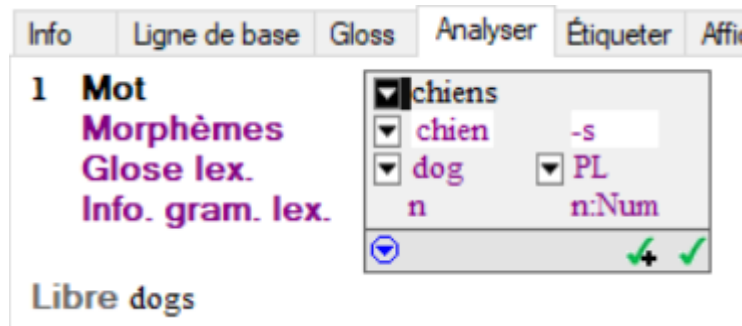 Info Ligne de base Gloss Analyser Étiqueter
1 Mot chiens
Morphèmes chien -s
Glose lex. dog PL
Info. gram. lex. n n:Num
Libre dogs